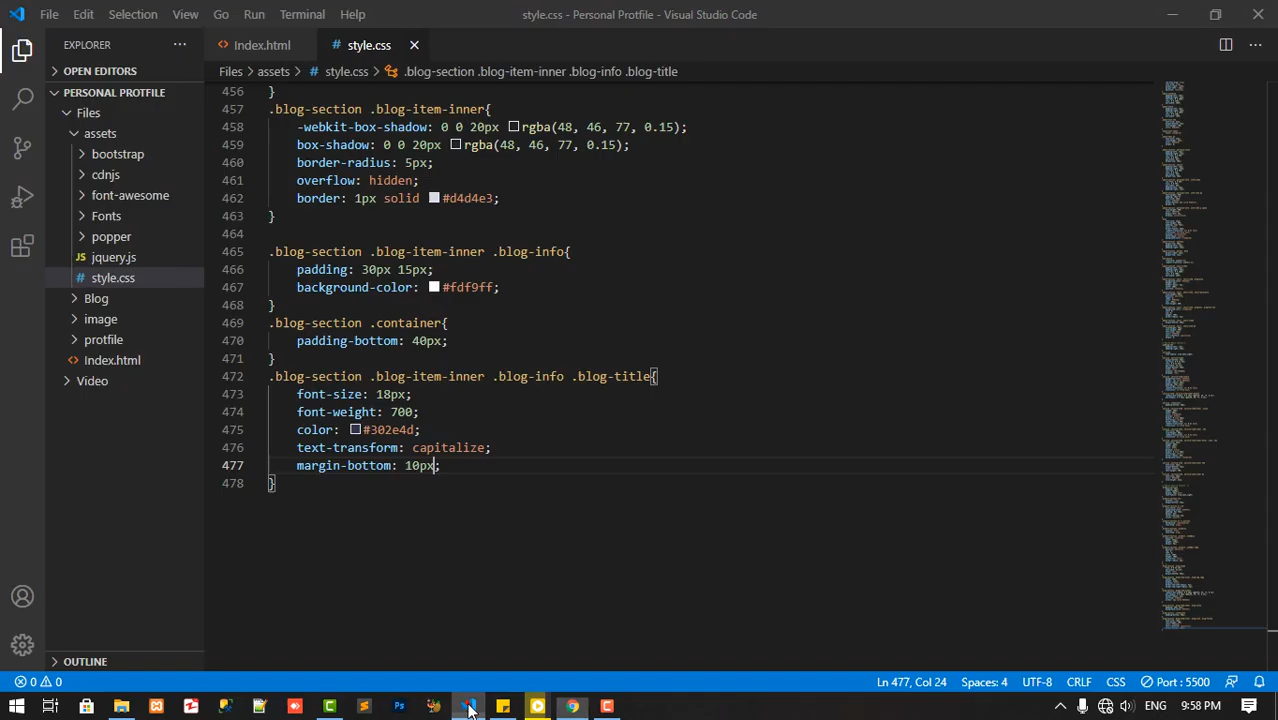 File Edit Selection View Go Run Terminal Help
style.css - Personal Protfile - Visual Studio Code
EXPLORER
OPEN EDITORS
PERSONAL PROTFILE
Files
assets
bootstrap
cdnjs
font-awesome
Fonts
popper
JS jquery.js
# style.css
Blog
image
profile
<> Index.html
Video
OUTLINE
<> Index.html
# style.css
Files > assets > # style.css > .blog-section .blog-item-inner .blog-info .blog-title
456 }
457 .blog-section .blog-item-inner{
458 -webkit-box-shadow: 0 0 20px rgba(48, 46, 77, 0.15);
459 box-shadow: 0 0 20px rgba(48, 46, 77, 0.15);
460 border-radius: 5px;
461 overflow: hidden;
462 border: 1px solid #d4d4e3;
463 }
464
465 .blog-section .blog-item-inner .blog-info{
466 padding: 30px 15px;
467 background-color: #fdf9ff;
468 }
469 .blog-section .container{
470 padding-bottom: 40px;
471 }
472 .blog-section .blog-item-inner .blog-info .blog-title{
473 font-size: 18px;
474 font-weight: 700;
475 color: #302e4d;
476 text-transform: capitalize;
477 margin-bottom: 10px;
478 }
0 0
Ln 477, Col 24 Spaces: 4 UTF-8 CRLF CSS Port : 5500
ENG 9:58 PM